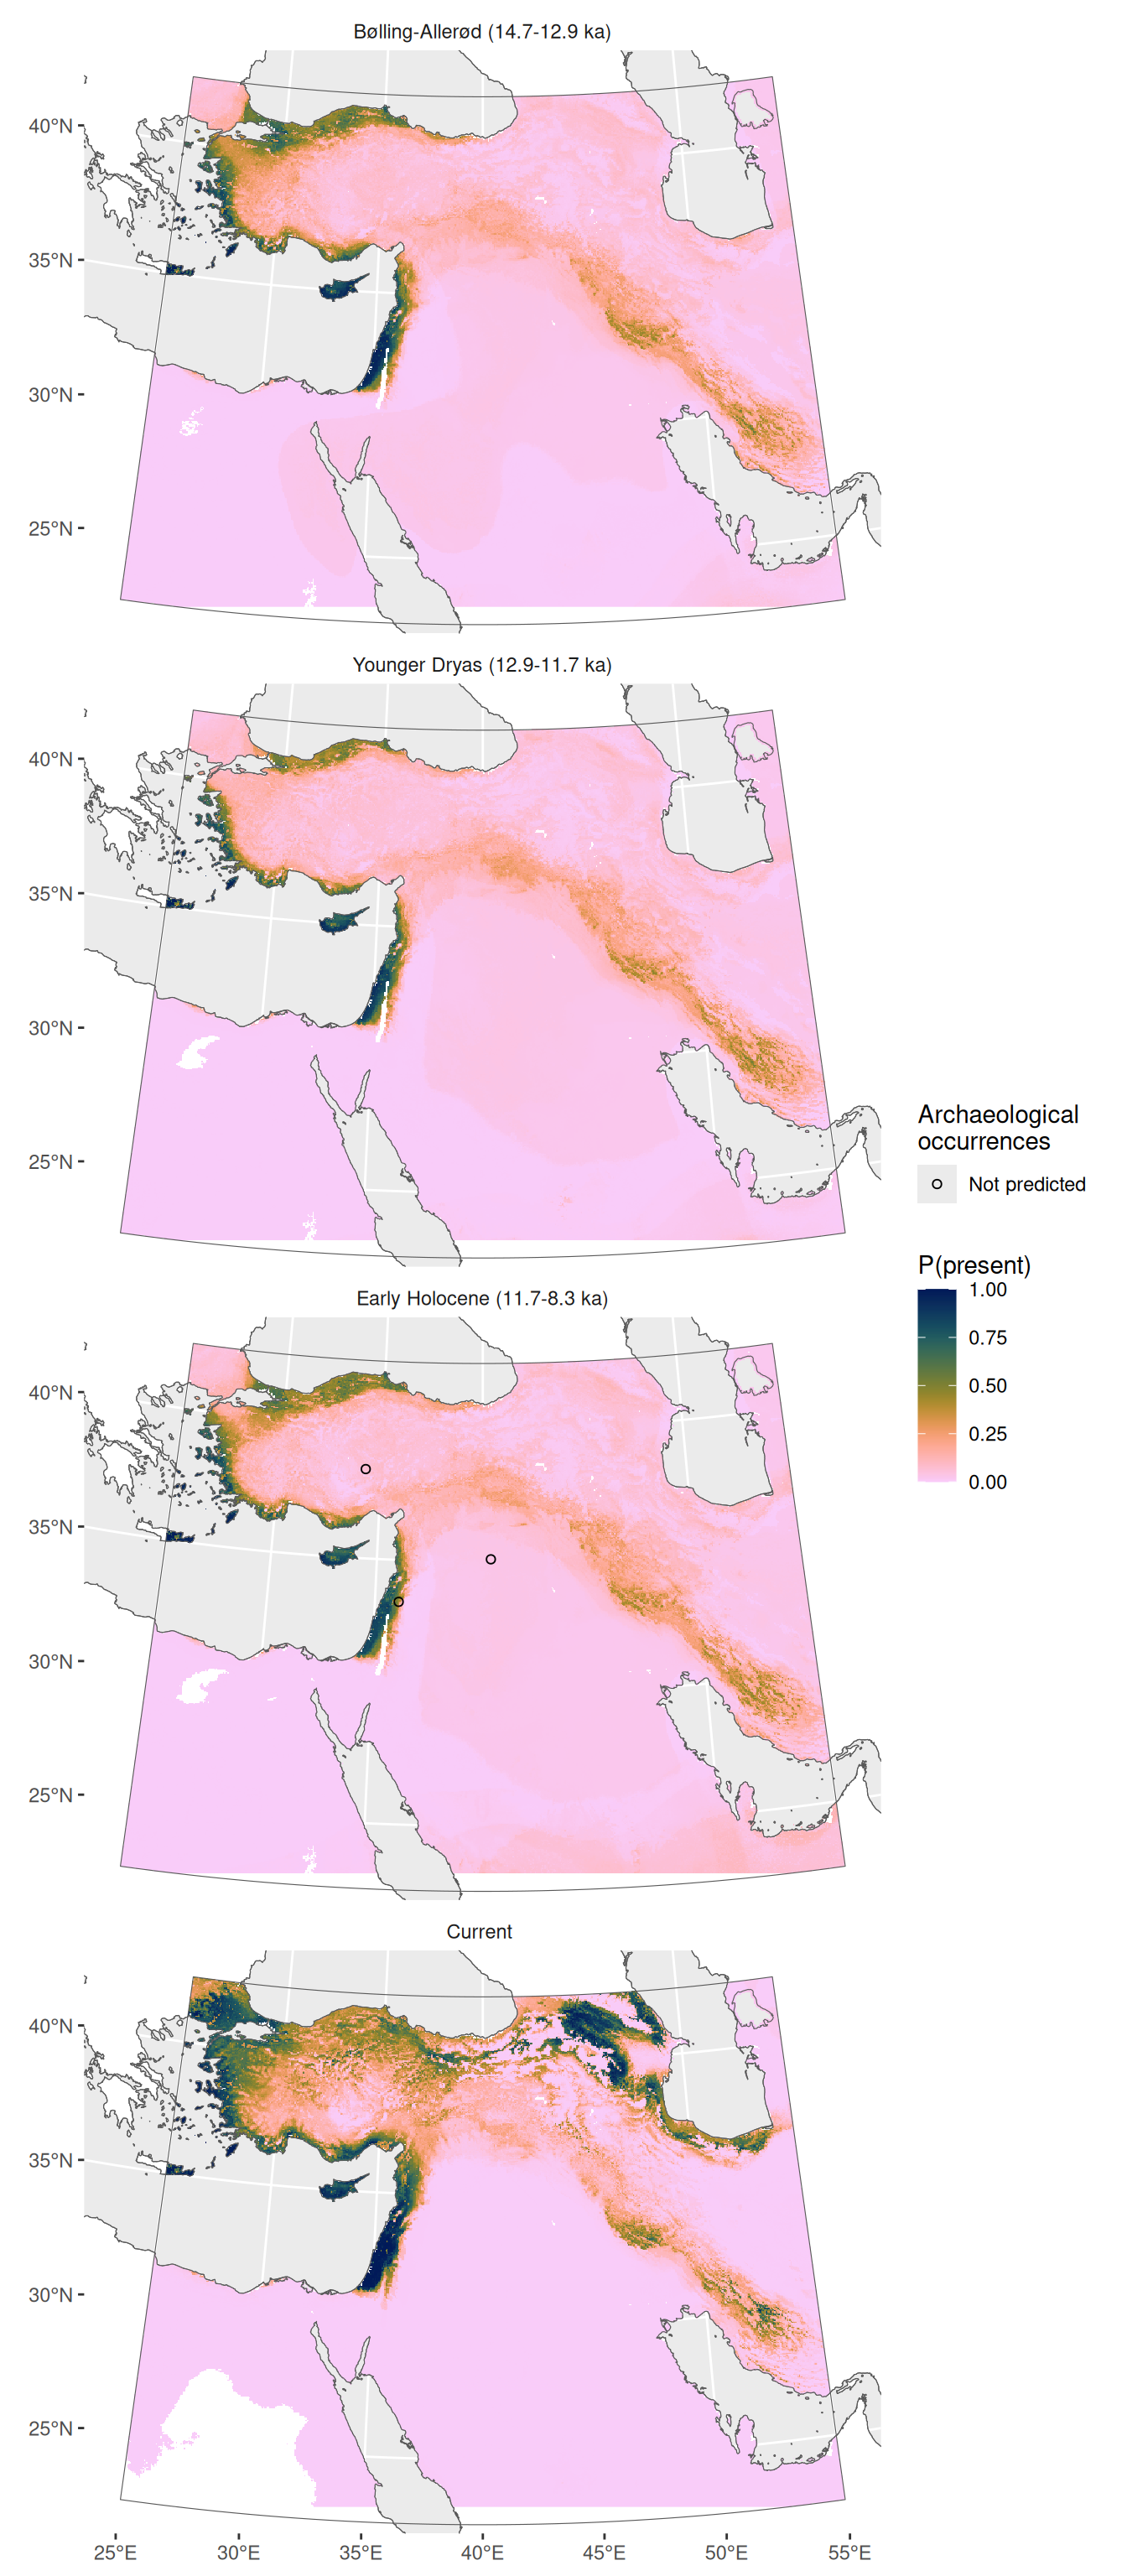 Bølling-Allerød (14.7-12.9 ka)
40°N
35°N
30°N
25°N
Younger Dryas (12.9-11.7 ka)
40°N
35°N
30°N
25°N
Archaeological
occurrences
Not predicted
P(present)
1.00
0.75
0.50
0.25
0.00
Early Holocene (11.7-8.3 ka)
40°N
35°N
30°N
25°N
Current
40°N
35°N
30°N
25°N
25°E 30°E 35°E 40°E 45°E 50°E 55°E